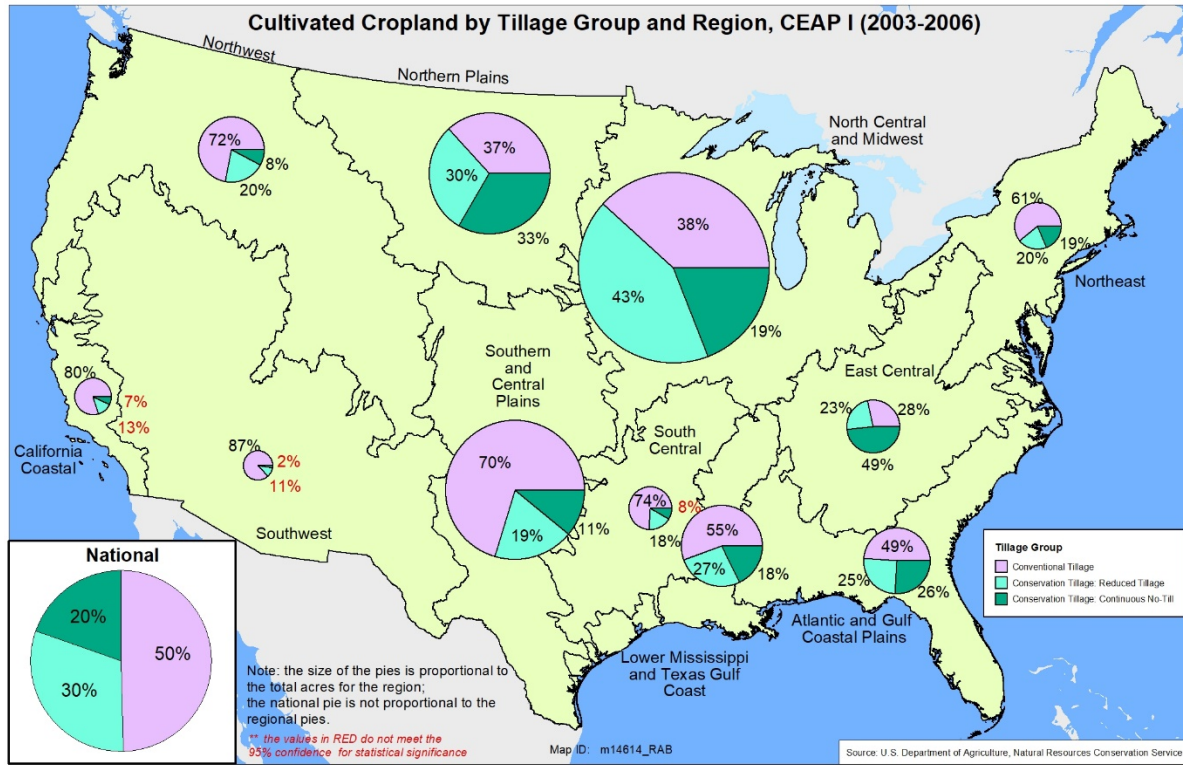 Cultivated Cropland by Tillage Group and Region, CEAP I (2003-2006)
Northwest
Northern Plains
North Central
and Midwest
72%
8%
20%
37%
30%
33%
38%
43%
19%
61%
19%
20%
Northeast
80%
7%
13%
California
Coastal
87%
2%
11%
Southwest
Southern
and
Central
Plains
70%
19%
11%
South
Central
74%
8%
18%
East Central
23%
28%
49%
55%
27%
18%
Lower Mississippi
and Texas Gulf
Coast
49%
25%
26%
Atlantic and Gulf
Coastal Plains
National
20%
50%
30%
Note: the size of the pies is proportional to
the total acres for the region;
the national pie is not proportional to the
regional pies.
** the values in RED do not meet the
95% confidence for statistical significance
Map ID: m14614_RAB
Tillage Group
Conventional Tillage
Conservation Tillage: Reduced Tillage
Conservation Tillage: Continuous No-Till
Source: U.S. Department of Agriculture, Natural Resources Conservation Service